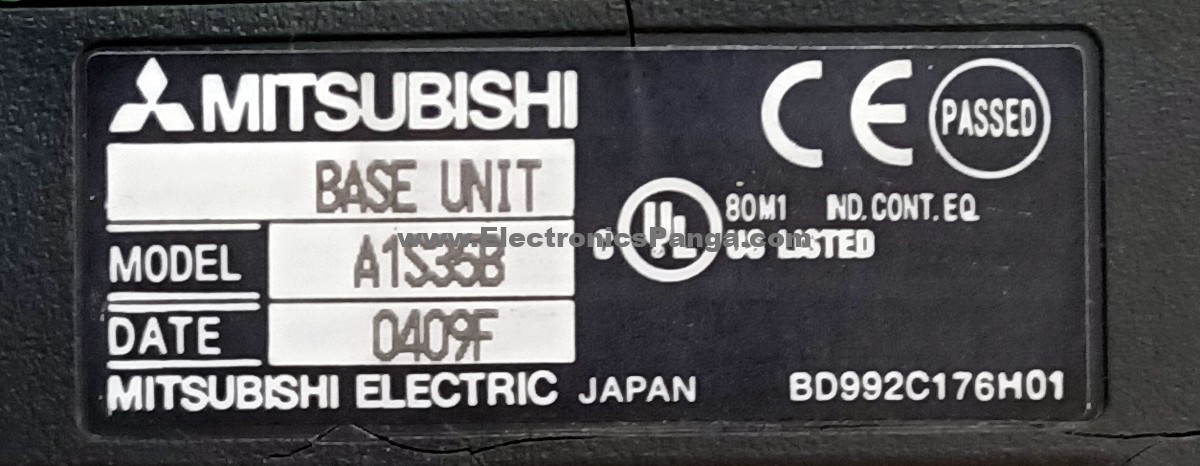 MITSUBISHI
CE
PASSED
BASE UNIT
MODEL A1S35B
DATE 0409F
c UL US LISTED
80M1 IND.CONT.EQ
www.ElectronicsPanga.com
MITSUBISHI ELECTRIC JAPAN
BD992C176H01